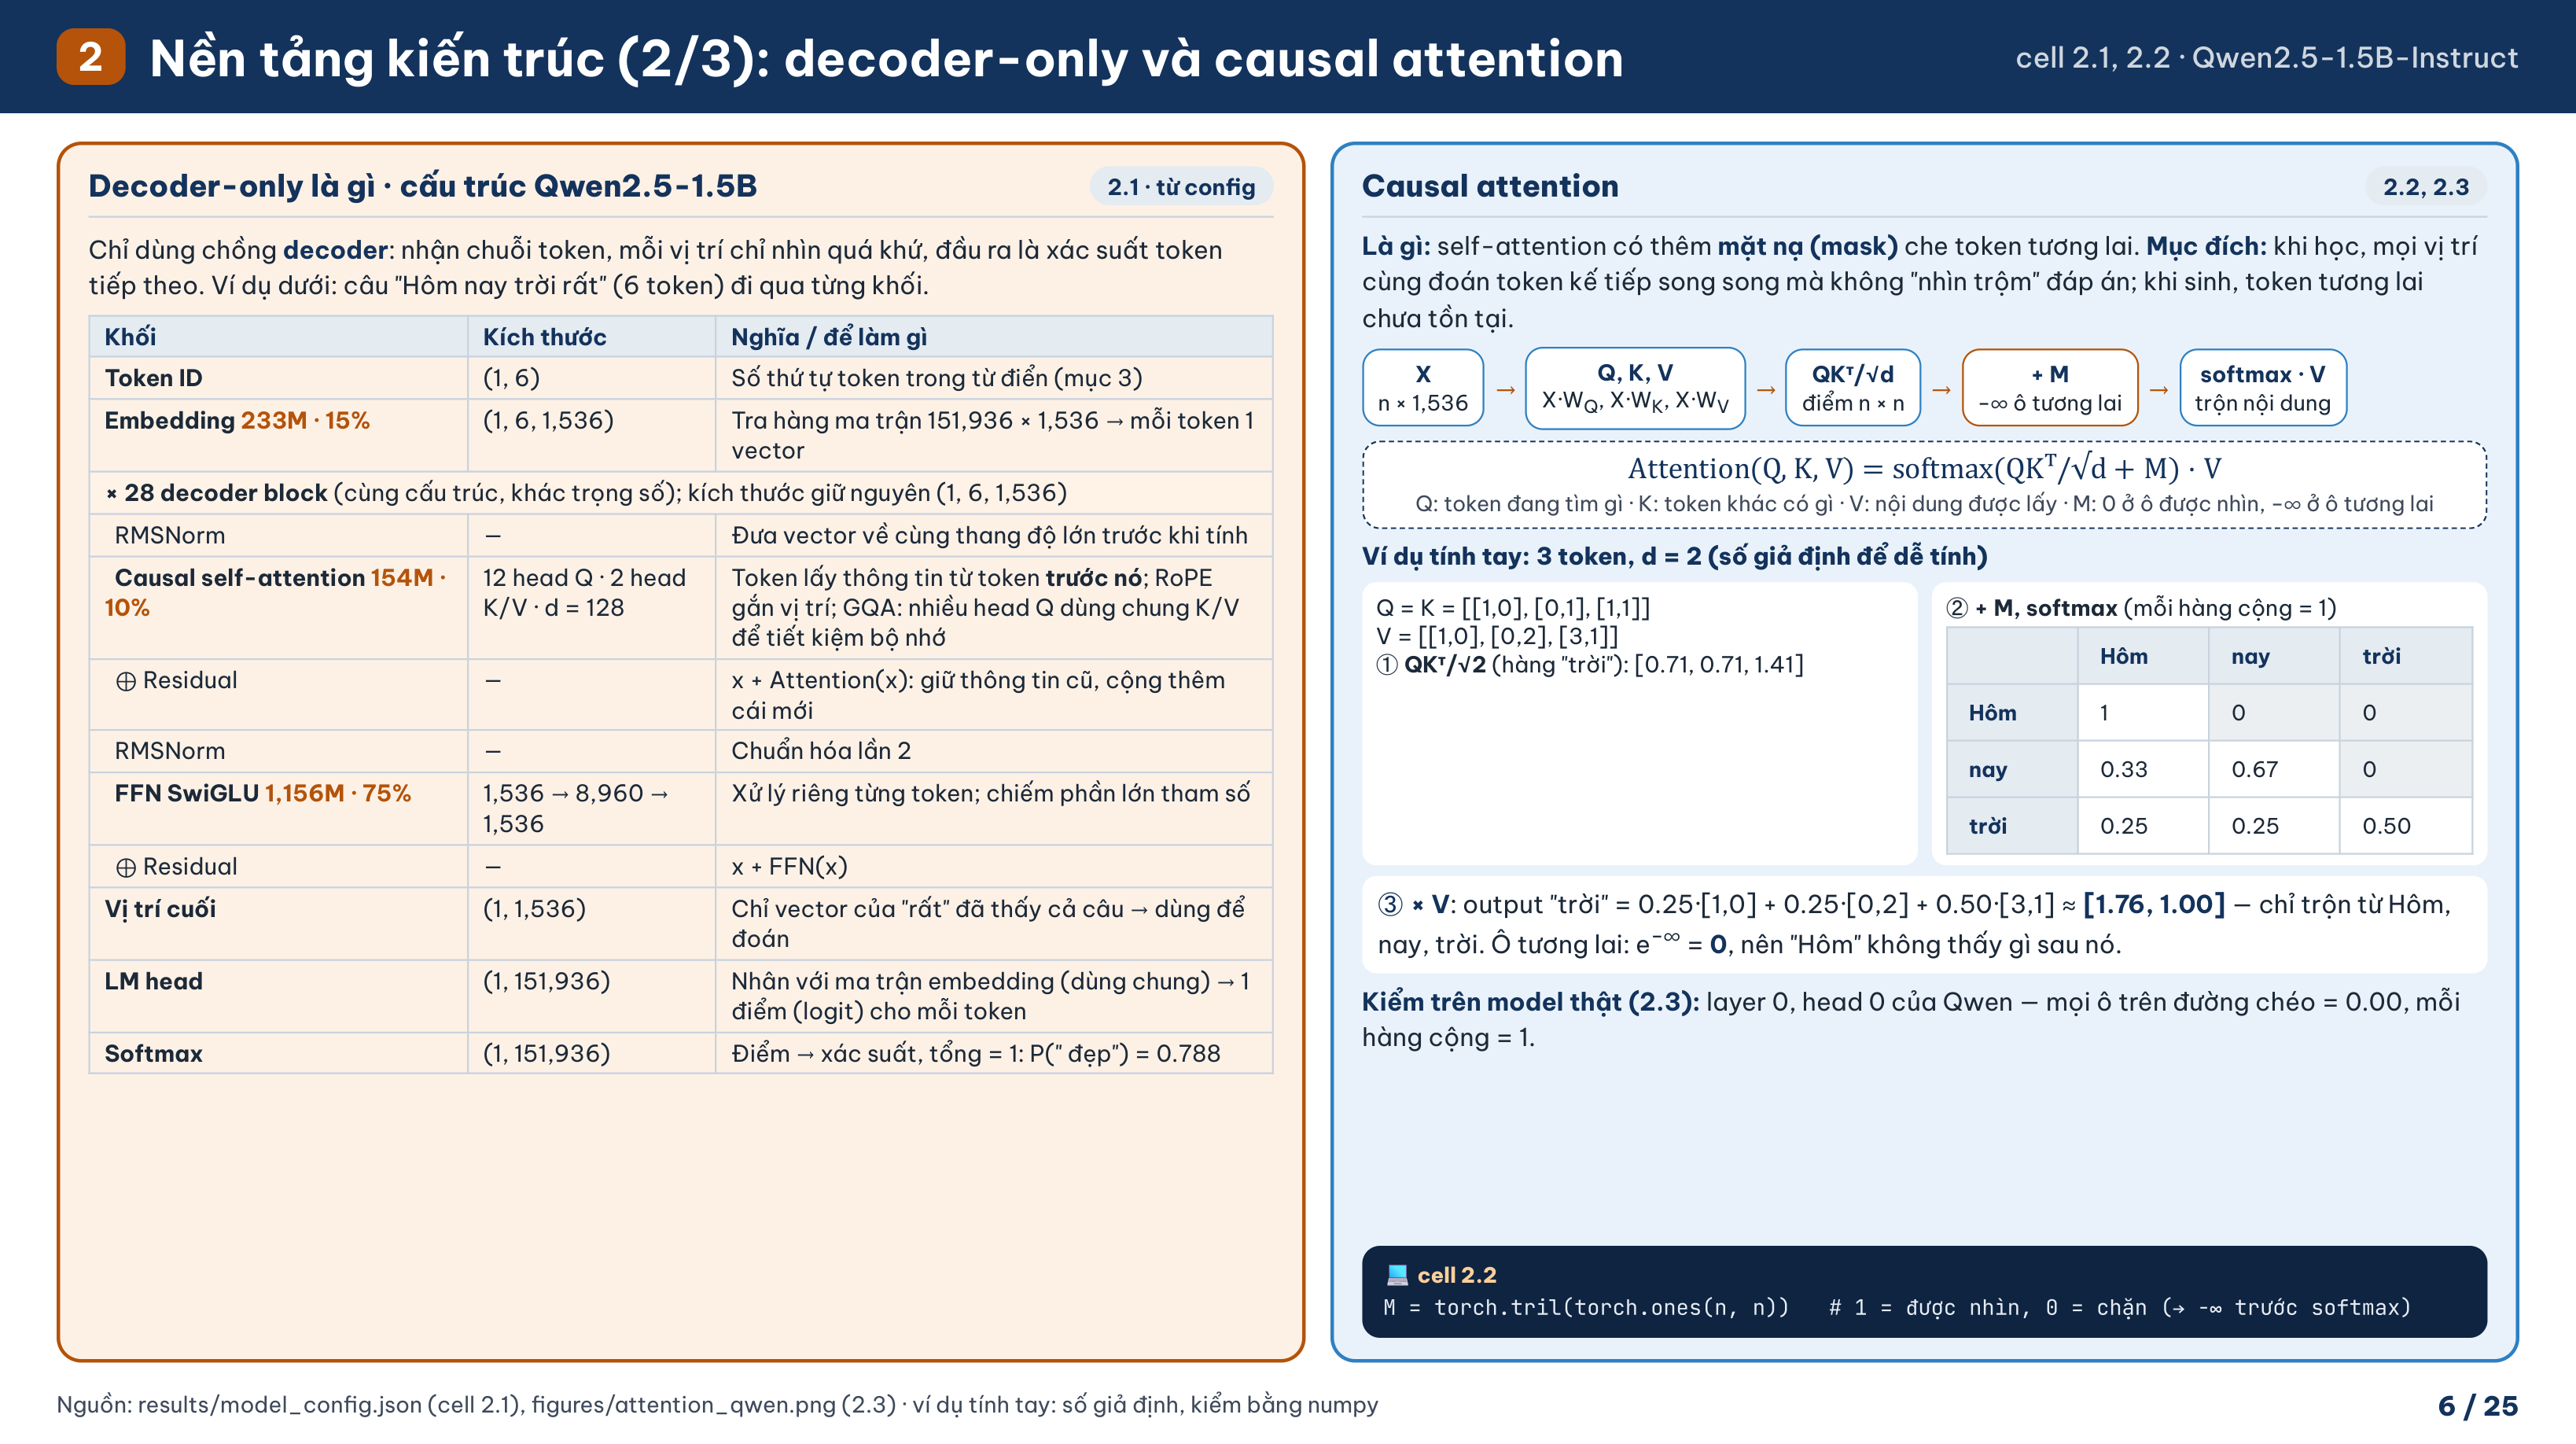 2 Nền tảng kiến trúc (2/3): decoder-only và causal attention
cell 2.1, 2.2 · Qwen2.5-1.5B-Instruct
Decoder-only là gì · cấu trúc Qwen2.5-1.5B
2.1 · từ config
Chỉ dùng chồng decoder: nhận chuỗi token, mỗi vị trí chỉ nhìn quá khứ, đầu ra là xác suất token
tiếp theo. Ví dụ dưới: câu "Hôm nay trời rất" (6 token) đi qua từng khối.
Khối Kích thước Nghĩa / để làm gì
Token ID (1, 6) Số thứ tự token trong từ điển (mục 3)
Embedding 233M · 15% (1, 6, 1,536) Tra hàng ma trận 151,936 × 1,536 → mỗi token 1
vector
× 28 decoder block (cùng cấu trúc, khác trọng số); kích thước giữ nguyên (1, 6, 1,536)
RMSNorm — Đưa vector về cùng thang độ lớn trước khi tính
Causal self-attention 154M · 12 head Q · 2 head Token lấy thông tin từ token trước nó; RoPE
10% K/V · d = 128 gắn vị trí; GQA: nhiều head Q dùng chung K/V
để tiết kiệm bộ nhớ
⊕ Residual — x + Attention(x): giữ thông tin cũ, cộng thêm
cái mới
RMSNorm — Chuẩn hóa lần 2
FFN SwiGLU 1,156M · 75% 1,536 → 8,960 → Xử lý riêng từng token; chiếm phần lớn tham số
1,536
⊕ Residual — x + FFN(x)
Vị trí cuối (1, 1,536) Chỉ vector của "rất" đã thấy cả câu → dùng để
đoán
LM head (1, 151,936) Nhân với ma trận embedding (dùng chung) → 1
điểm (logit) cho mỗi token
Softmax (1, 151,936) Điểm → xác suất, tổng = 1: P(" đẹp") = 0.788
Causal attention
2.2, 2.3
Là gì: self-attention có thêm mặt nạ (mask) che token tương lai. Mục đích: khi học, mọi vị trí
cùng đoán token kế tiếp song song mà không "nhìn trộm" đáp án; khi sinh, token tương lai
chưa tồn tại.
X → Q, K, V → QKᵀ/√d → + M → softmax · V
n × 1,536 X·W_Q, X·W_K, X·W_V điểm n × n −∞ ô tương lai trộn nội dung
Attention(Q, K, V) = softmax(QKᵀ/√d + M) · V
Q: token đang tìm gì · K: token khác có gì · V: nội dung được lấy · M: 0 ở ô được nhìn, −∞ ở ô tương lai
Ví dụ tính tay: 3 token, d = 2 (số giả định để dễ tính)
Q = K = [[1,0], [0,1], [1,1]]
V = [[1,0], [0,2], [3,1]]
① QKᵀ/√2 (hàng "trời"): [0.71, 0.71, 1.41]
② + M, softmax (mỗi hàng cộng = 1)
Hôm nay trời
Hôm 1 0 0
nay 0.33 0.67 0
trời 0.25 0.25 0.50
③ × V: output "trời" = 0.25·[1,0] + 0.25·[0,2] + 0.50·[3,1] ≈ [1.76, 1.00] — chỉ trộn từ Hôm,
nay, trời. Ô tương lai: e^−∞ = 0, nên "Hôm" không thấy gì sau nó.
Kiểm trên model thật (2.3): layer 0, head 0 của Qwen — mọi ô trên đường chéo = 0.00, mỗi
hàng cộng = 1.
💻 cell 2.2
M = torch.tril(torch.ones(n, n)) # 1 = được nhìn, 0 = chặn (→ -∞ trước softmax)
Nguồn: results/model_config.json (cell 2.1), figures/attention_qwen.png (2.3) · ví dụ tính tay: số giả định, kiểm bằng numpy
6 / 25